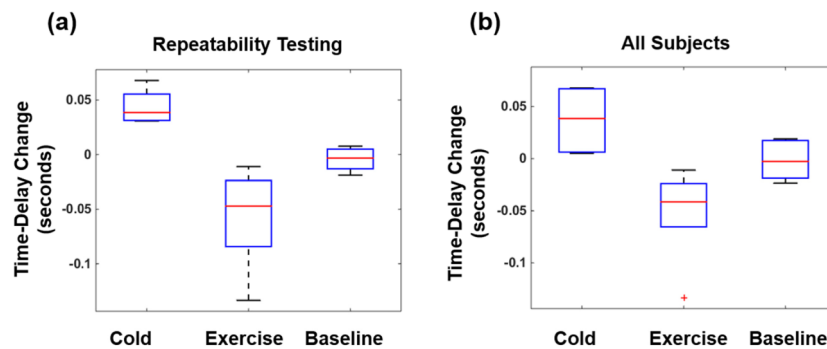 (a)
Repeatability Testing
Time-Delay Change
(seconds)
0.05
0
-0.05
-0.1
Cold Exercise Baseline
(b)
All Subjects
Time-Delay Change
(seconds)
0.05
0
-0.05
-0.1
Cold Exercise Baseline